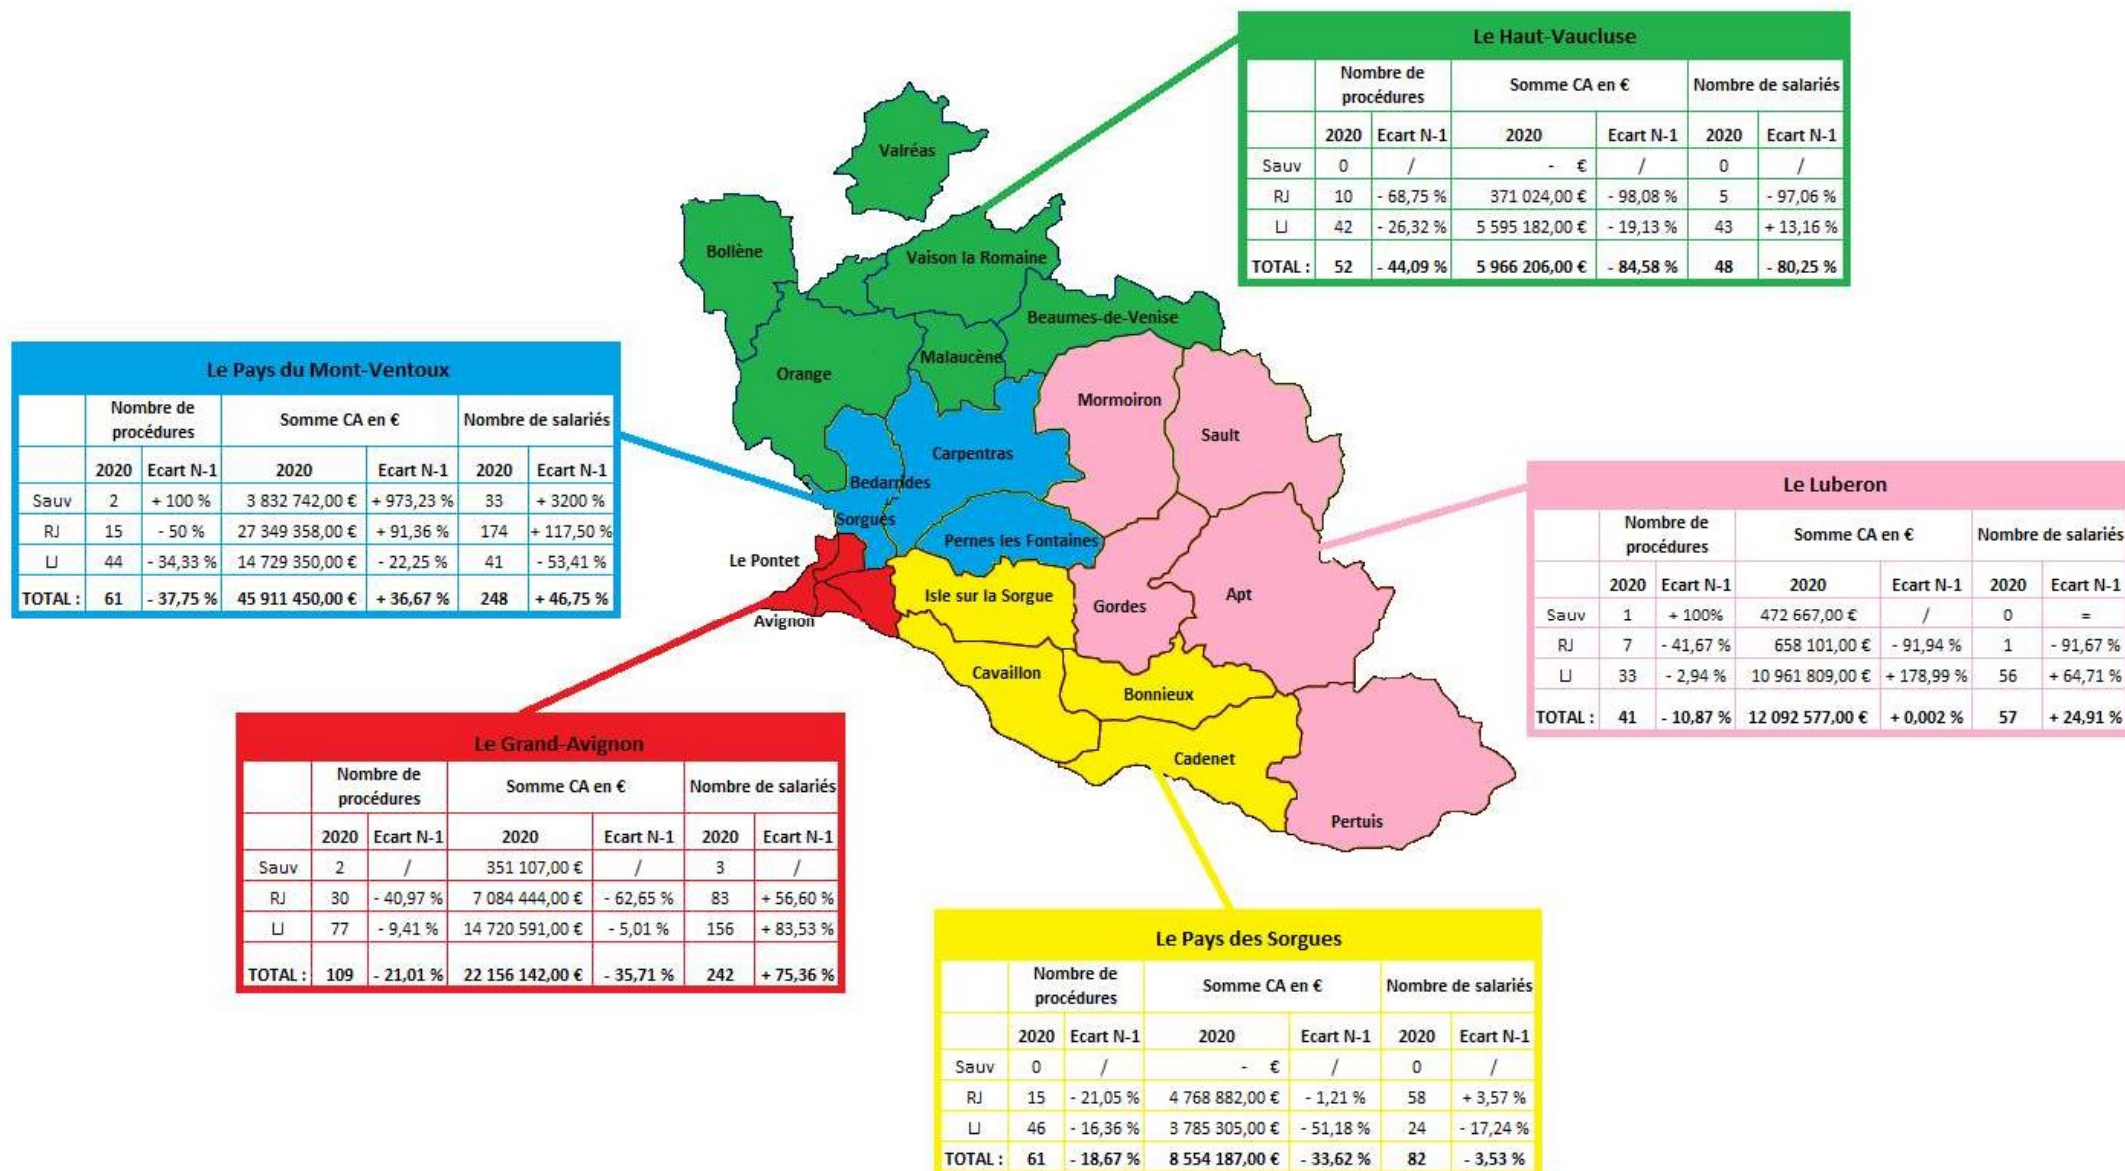 Le Haut-Vaucluse
Nombre de procédures Somme CA en € Nombre de salariés
2020 Ecart N-1 2020 Ecart N-1 2020 Ecart N-1
Sauv 0 / - € / 0 /
RJ 10 - 68,75 % 371 024,00 € - 98,08 % 5 - 97,06 %
LJ 42 - 26,32 % 5 595 182,00 € - 19,13 % 43 + 13,16 %
TOTAL : 52 - 44,09 % 5 966 206,00 € - 84,58 % 48 - 80,25 %
Valréas
Bollène
Vaison la Romaine
Beaumes-de-Venise
Malaucène
Orange
Mormoiron
Sault
Carpentras
Bedarrides
Sorgues
Pernes les Fontaines
Le Pontet
Avignon
Isle sur la Sorgue
Gordes
Apt
Cavaillon
Bonnieux
Cadenet
Pertuis
Le Pays du Mont-Ventoux
Nombre de procédures Somme CA en € Nombre de salariés
2020 Ecart N-1 2020 Ecart N-1 2020 Ecart N-1
Sauv 2 + 100 % 3 832 742,00 € + 973,23 % 33 + 3200 %
RJ 15 - 50 % 27 349 358,00 € + 91,36 % 174 + 117,50 %
LJ 44 - 34,33 % 14 729 350,00 € - 22,25 % 41 - 53,41 %
TOTAL : 61 - 37,75 % 45 911 450,00 € + 36,67 % 248 + 46,75 %
Le Luberon
Nombre de procédures Somme CA en € Nombre de salariés
2020 Ecart N-1 2020 Ecart N-1 2020 Ecart N-1
Sauv 1 + 100% 472 667,00 € / 0 =
RJ 7 - 41,67 % 658 101,00 € - 91,94 % 1 - 91,67 %
LJ 33 - 2,94 % 10 961 809,00 € + 178,99 % 56 + 64,71 %
TOTAL : 41 - 10,87 % 12 092 577,00 € + 0,002 % 57 + 24,91 %
Le Grand-Avignon
Nombre de procédures Somme CA en € Nombre de salariés
2020 Ecart N-1 2020 Ecart N-1 2020 Ecart N-1
Sauv 2 / 351 107,00 € / 3 /
RJ 30 - 40,97 % 7 084 444,00 € - 62,65 % 83 + 56,60 %
LJ 77 - 9,41 % 14 720 591,00 € - 5,01 % 156 + 83,53 %
TOTAL : 109 - 21,01 % 22 156 142,00 € - 35,71 % 242 + 75,36 %
Le Pays des Sorgues
Nombre de procédures Somme CA en € Nombre de salariés
2020 Ecart N-1 2020 Ecart N-1 2020 Ecart N-1
Sauv 0 / - € / 0 /
RJ 15 - 21,05 % 4 768 882,00 € - 1,21 % 58 + 3,57 %
LJ 46 - 16,36 % 3 785 305,00 € - 51,18 % 24 - 17,24 %
TOTAL : 61 - 18,67 % 8 554 187,00 € - 33,62 % 82 - 3,53 %